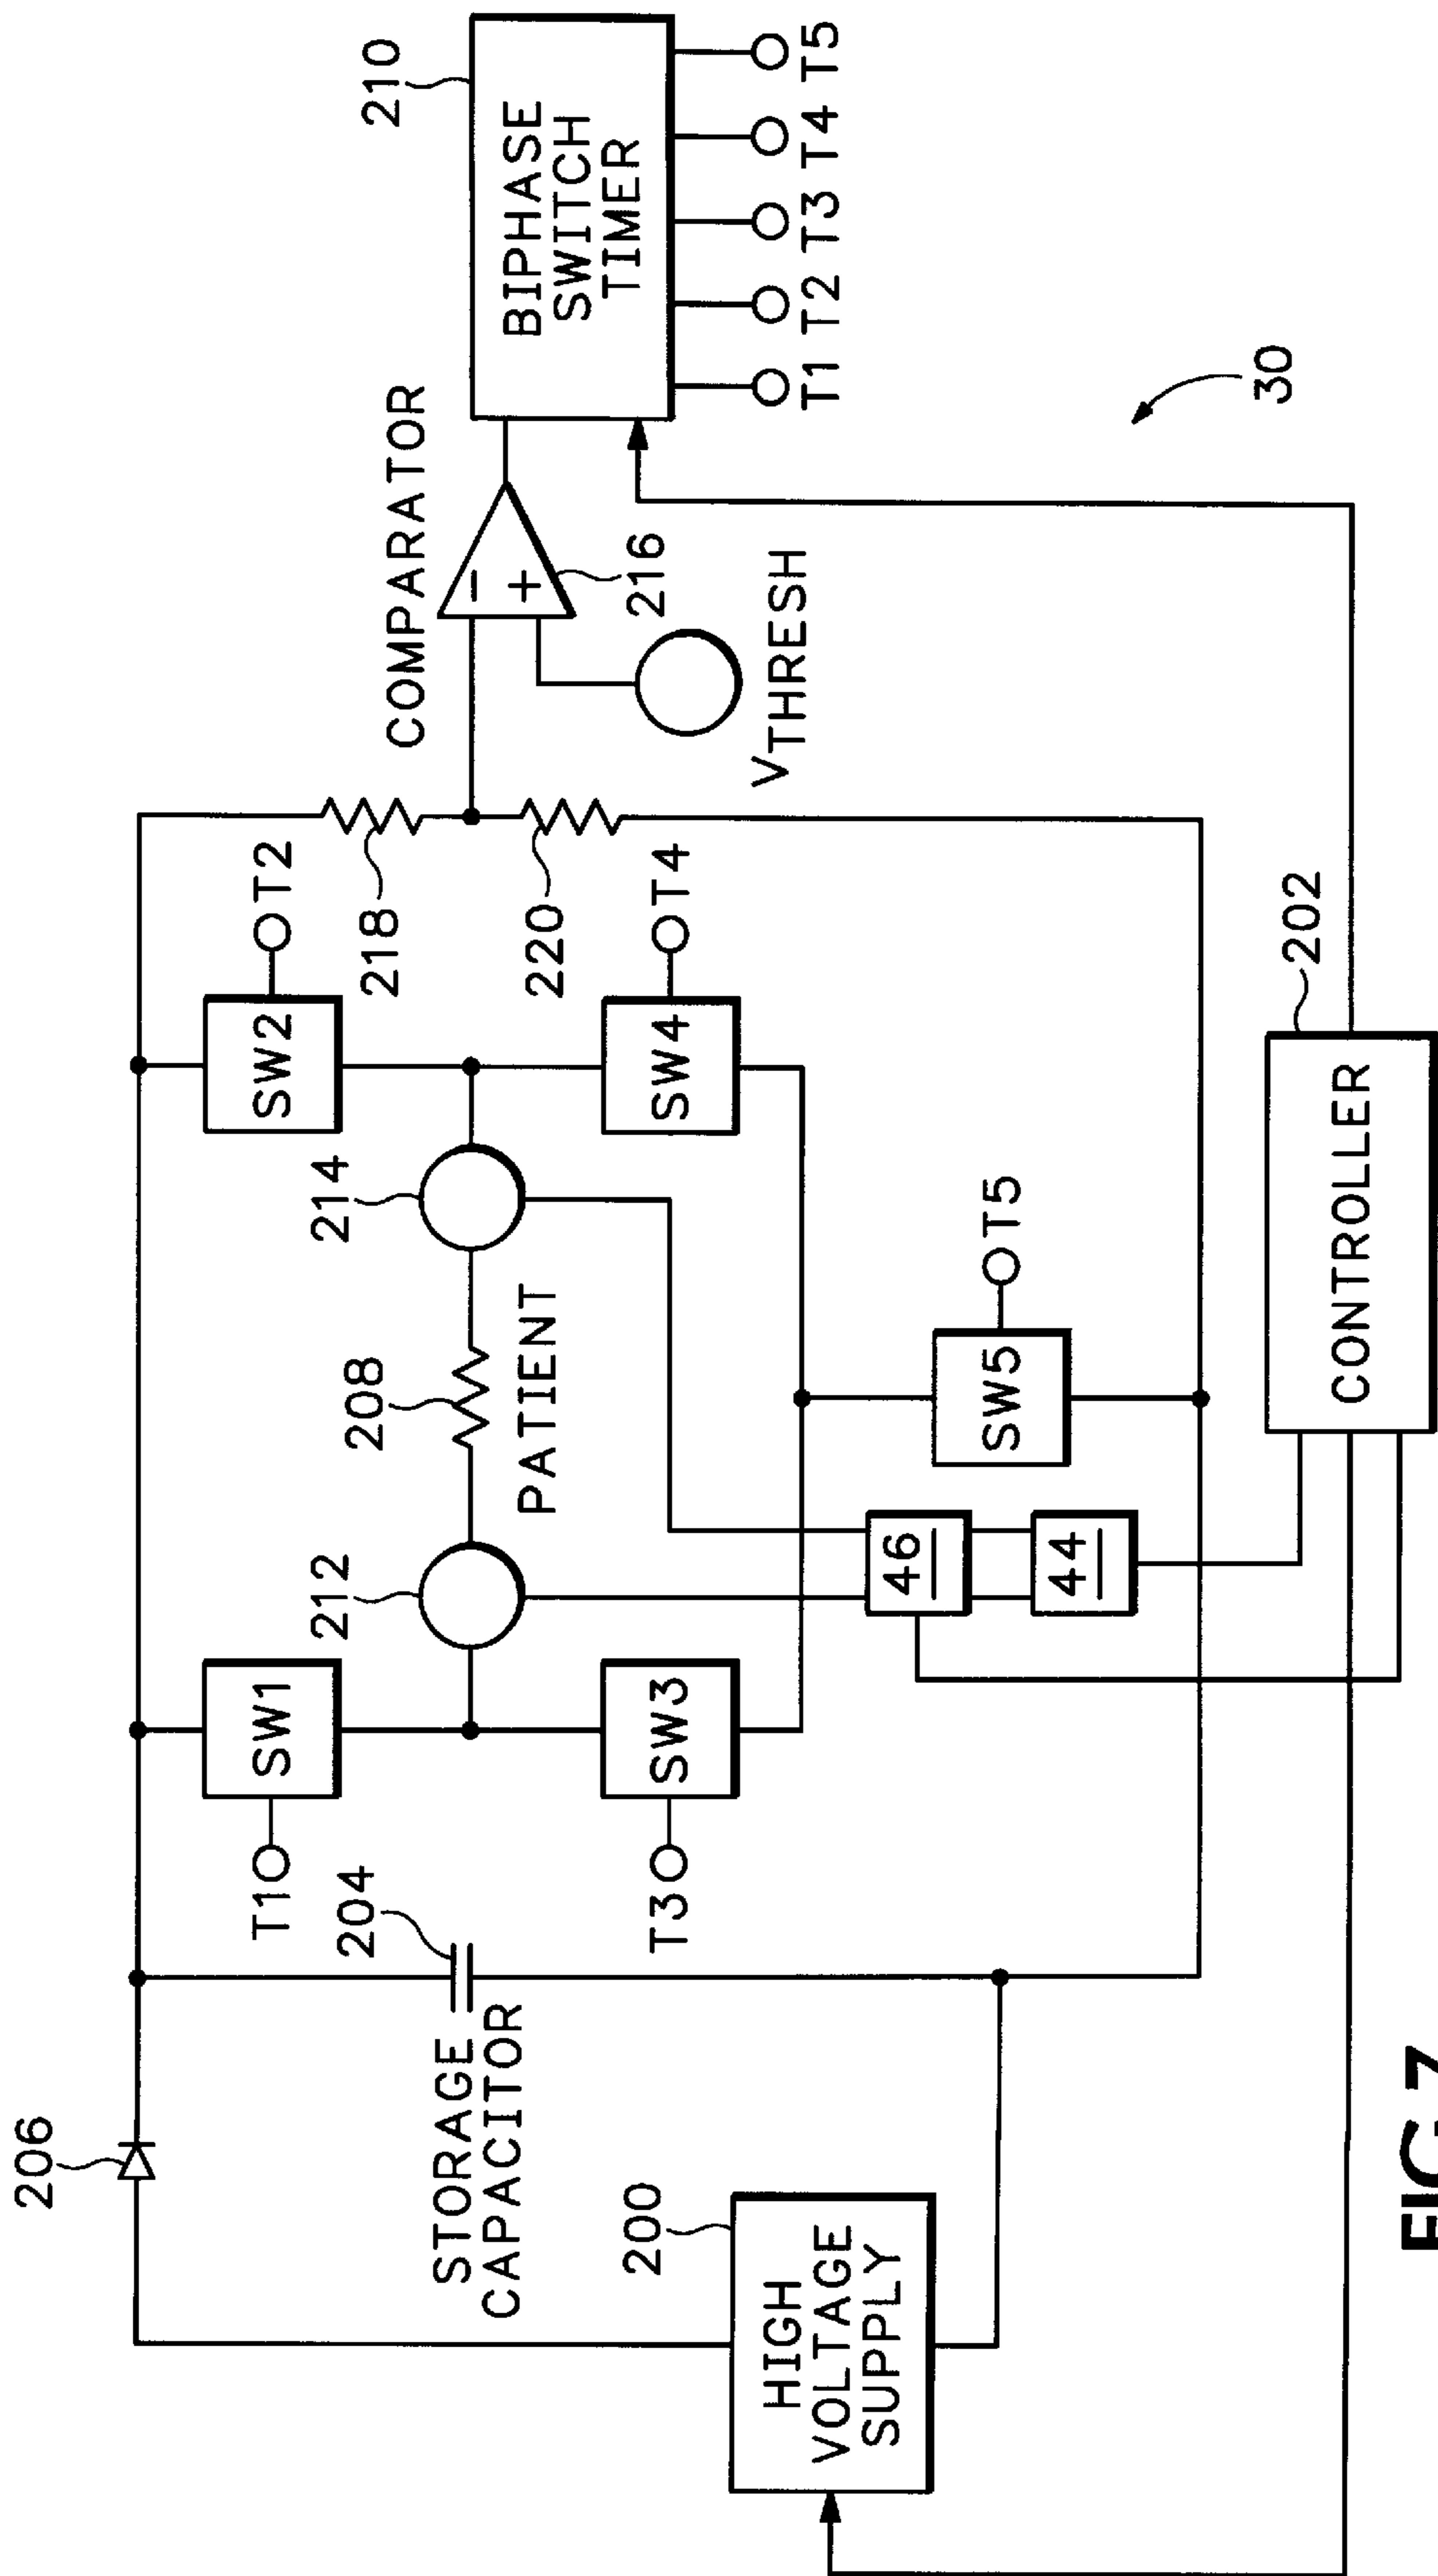 206
T1
SW1
212
208
214
SW2
T2
218
COMPARATOR
210
BIPHASE
SWITCH
TIMER
204
STORAGE
CAPACITOR
PATIENT
−
+
216
220
T3
SW3
SW4
T4
VTHRESH
T1
T2
T3
T4
T5
200
HIGH
VOLTAGE
SUPPLY
46
44
SW5
T5
30
202
CONTROLLER